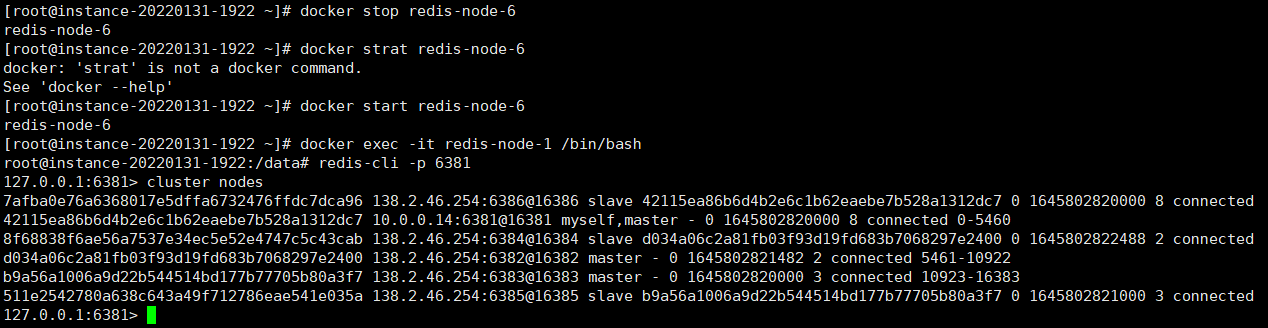 [root@instance-20220131-1922 ~]# docker stop redis-node-6
redis-node-6
[root@instance-20220131-1922 ~]# docker strat redis-node-6
docker: 'strat' is not a docker command.
See 'docker --help'
[root@instance-20220131-1922 ~]# docker start redis-node-6
redis-node-6
[root@instance-20220131-1922 ~]# docker exec -it redis-node-1 /bin/bash
root@instance-20220131-1922:/data# redis-cli -p 6381
127.0.0.1:6381> cluster nodes
7afba0e76a6368017e5dffa6732476ffdc7dca96 138.2.46.254:6386@16386 slave 42115ea86b6d4b2e6c1b62eaebe7b528a1312dc7 0 1645802820000 8 connected
42115ea86b6d4b2e6c1b62eaebe7b528a1312dc7 10.0.0.14:6381@16381 myself,master - 0 1645802820000 8 connected 0-5460
8f68838f6ae56a7537e34ec5e52e4747c5c43cab 138.2.46.254:6384@16384 slave d034a06c2a81fb03f93d19fd683b7068297e2400 0 1645802822488 2 connected
d034a06c2a81fb03f93d19fd683b7068297e2400 138.2.46.254:6382@16382 master - 0 1645802821482 2 connected 5461-10922
b9a56a1006a9d22b544514bd177b77705b80a3f7 138.2.46.254:6383@16383 master - 0 1645802820000 3 connected 10923-16383
511e2542780a638c643a49f712786eae541e035a 138.2.46.254:6385@16385 slave b9a56a1006a9d22b544514bd177b77705b80a3f7 0 1645802821000 3 connected
127.0.0.1:6381>